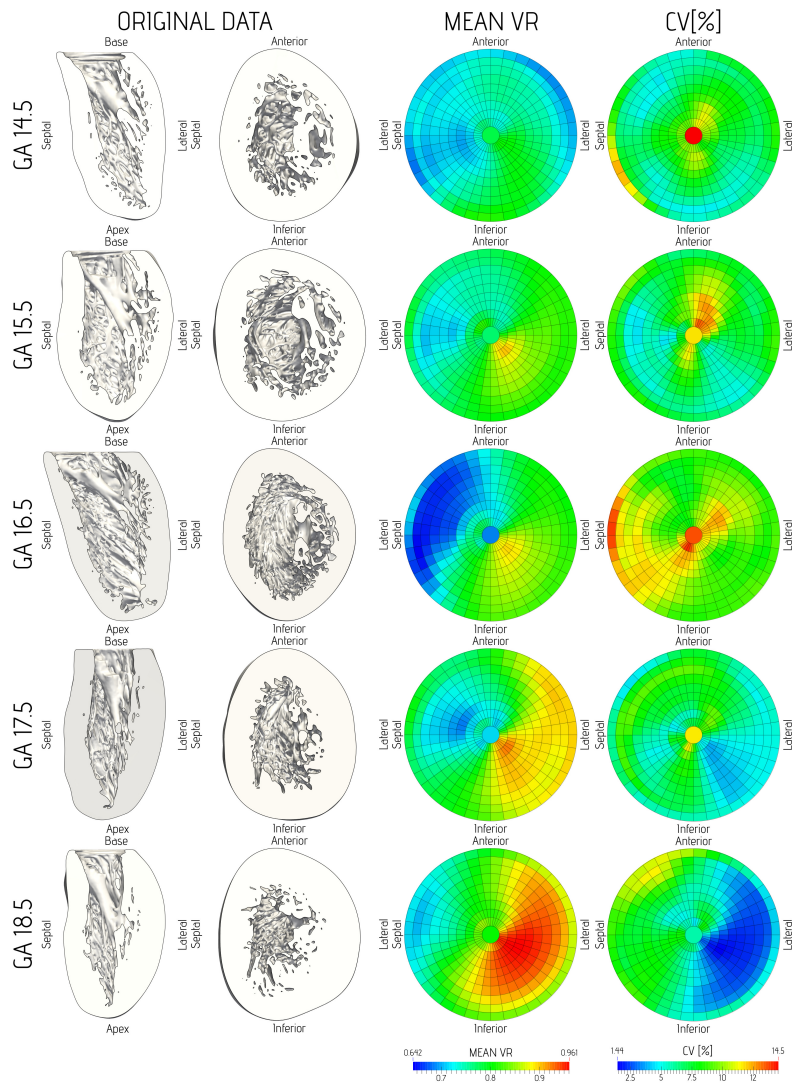 ORIGINAL DATA MEAN VR CV[%]
Base Anterior Anterior Anterior
GA 14.5 Septal Lateral Septal Lateral Septal Lateral Septal Lateral
Apex Inferior Inferior Inferior
Base Anterior Anterior Anterior
GA 15.5 Septal Lateral Septal Lateral Septal Lateral Septal Lateral
Apex Inferior Inferior Inferior
Base Anterior Anterior Anterior
GA 16.5 Septal Lateral Septal Lateral Septal Lateral Septal Lateral
Apex Inferior Inferior Inferior
Base Anterior Anterior Anterior
GA 17.5 Septal Lateral Septal Lateral Septal Lateral Septal Lateral
Apex Inferior Inferior Inferior
Base Anterior Anterior Anterior
GA 18.5 Septal Lateral Septal Lateral Septal Lateral Septal Lateral
Apex Inferior Inferior Inferior
0.642 MEAN VR 0.961 1.44 CV [%] 14.5
0.7 0.8 0.9 2.5 5 7.5 10 12